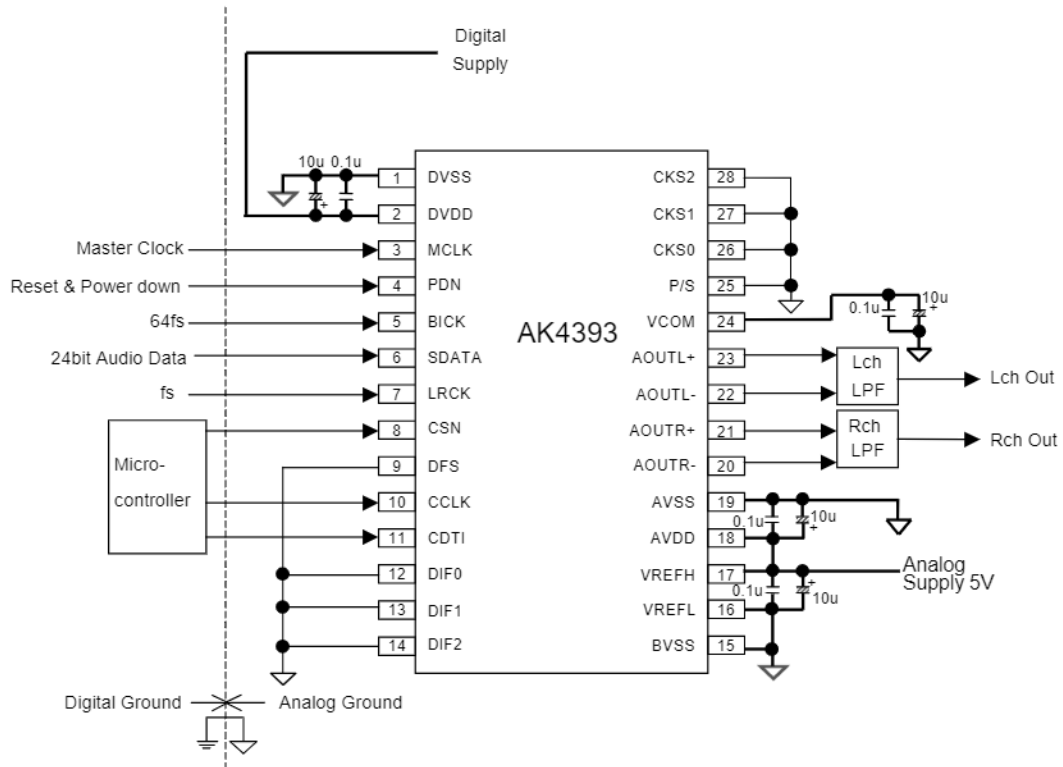 Digital
Supply
10u 0.1u
1 DVSS CKS2 28
2 DVDD CKS1 27
+
Master Clock 3 MCLK CKS0 26
Reset & Power down 4 PDN P/S 25
64fs 5 BICK AK4393 VCOM 24 0.1u 10u +
24bit Audio Data 6 SDATA AOUTL+ 23
Lch
LPF
Lch Out
fs 7 LRCK AOUTL- 22
8 CSN AOUTR+ 21
Rch
LPF
Rch Out
Micro-
controller
9 DFS AOUTR- 20
10 CCLK AVSS 19
0.1u 10u +
11 CDTI AVDD 18
12 DIF0 VREFH 17
Analog
Supply 5V
0.1u + 10u
13 DIF1 VREFL 16
14 DIF2 BVSS 15
Digital Ground Analog Ground